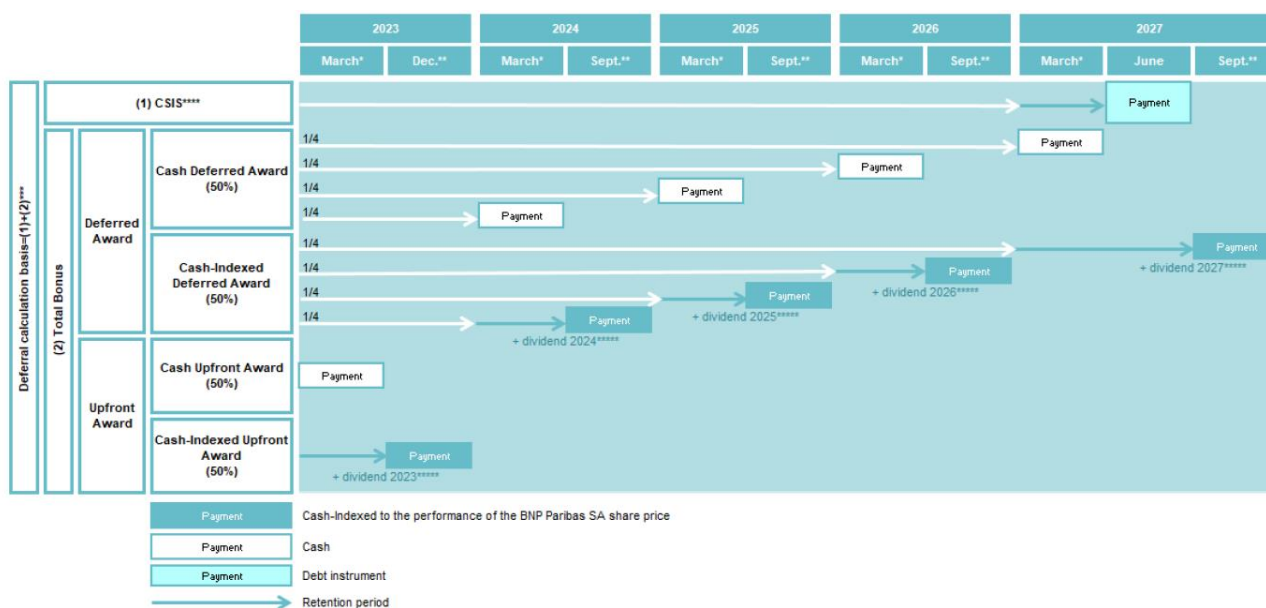 2023 2024 2025 2026 2027
March* Dec.** March* Sept.** March* Sept.** March* Sept.** March* June Sept.**
Deferral calculation basis=(1)+(2)***
(1) CSIS****
Payment
(2) Total Bonus
Deferred
Award
Cash Deferred Award
(50%)
1/4
Payment
1/4
Payment
1/4
Payment
1/4
Payment
Cash-Indexed
Deferred Award
(50%)
1/4
Payment
+ dividend 2027*****
1/4
Payment
+ dividend 2026*****
1/4
Payment
+ dividend 2025*****
1/4
Payment
+ dividend 2024*****
Upfront
Award
Cash Upfront Award
(50%)
Payment
Cash-Indexed Upfront
Award
(50%)
Payment
+ dividend 2023*****
Payment Cash-Indexed to the performance of the BNP Paribas SA share price
Payment Cash
Payment Debt instrument
Retention period